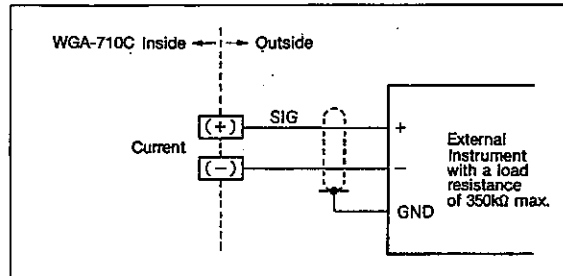 WGA-710C Inside
Outside
(+)
SIG
+
Current
(-)
-
External
Instrument
with a load
resistance
of 350kΩ max.
GND